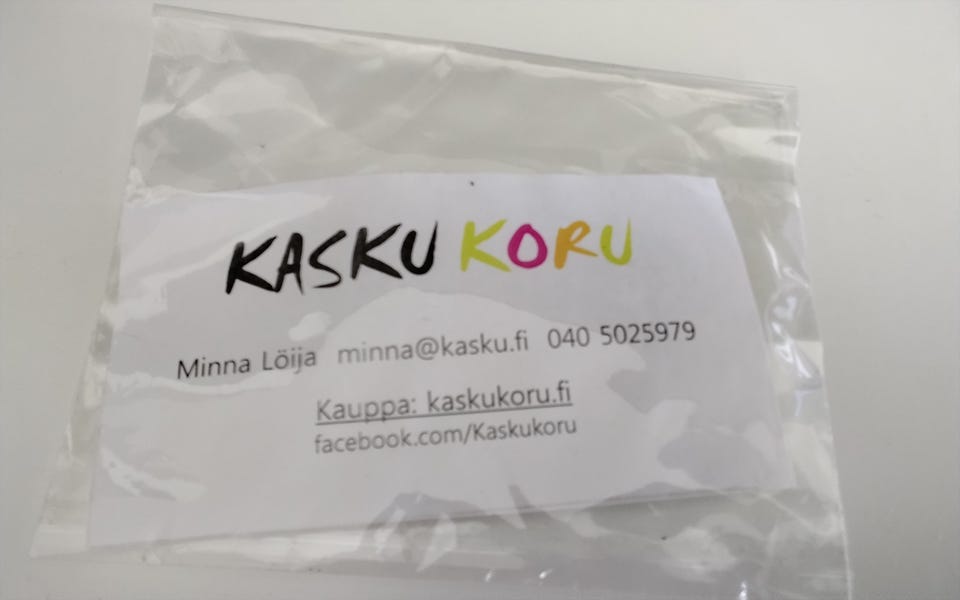 KASKU KORU
Minna Löija minna@kasku.fi 040 5025979
Kauppa: kaskukoru.fi
facebook.com/Kaskukoru